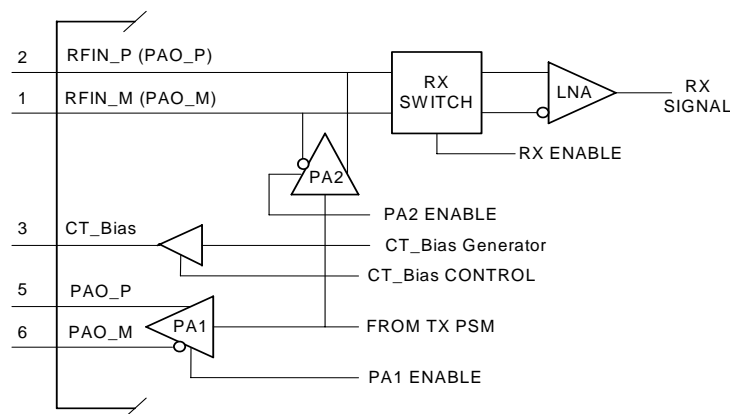 2 RFIN_P (PAO_P)
1 RFIN_M (PAO_M)
RX SWITCH
LNA
RX SIGNAL
RX ENABLE
PA2
PA2 ENABLE
3 CT_Bias
CT_Bias Generator
CT_Bias CONTROL
5 PAO_P
6 PAO_M
PA1
FROM TX PSM
PA1 ENABLE